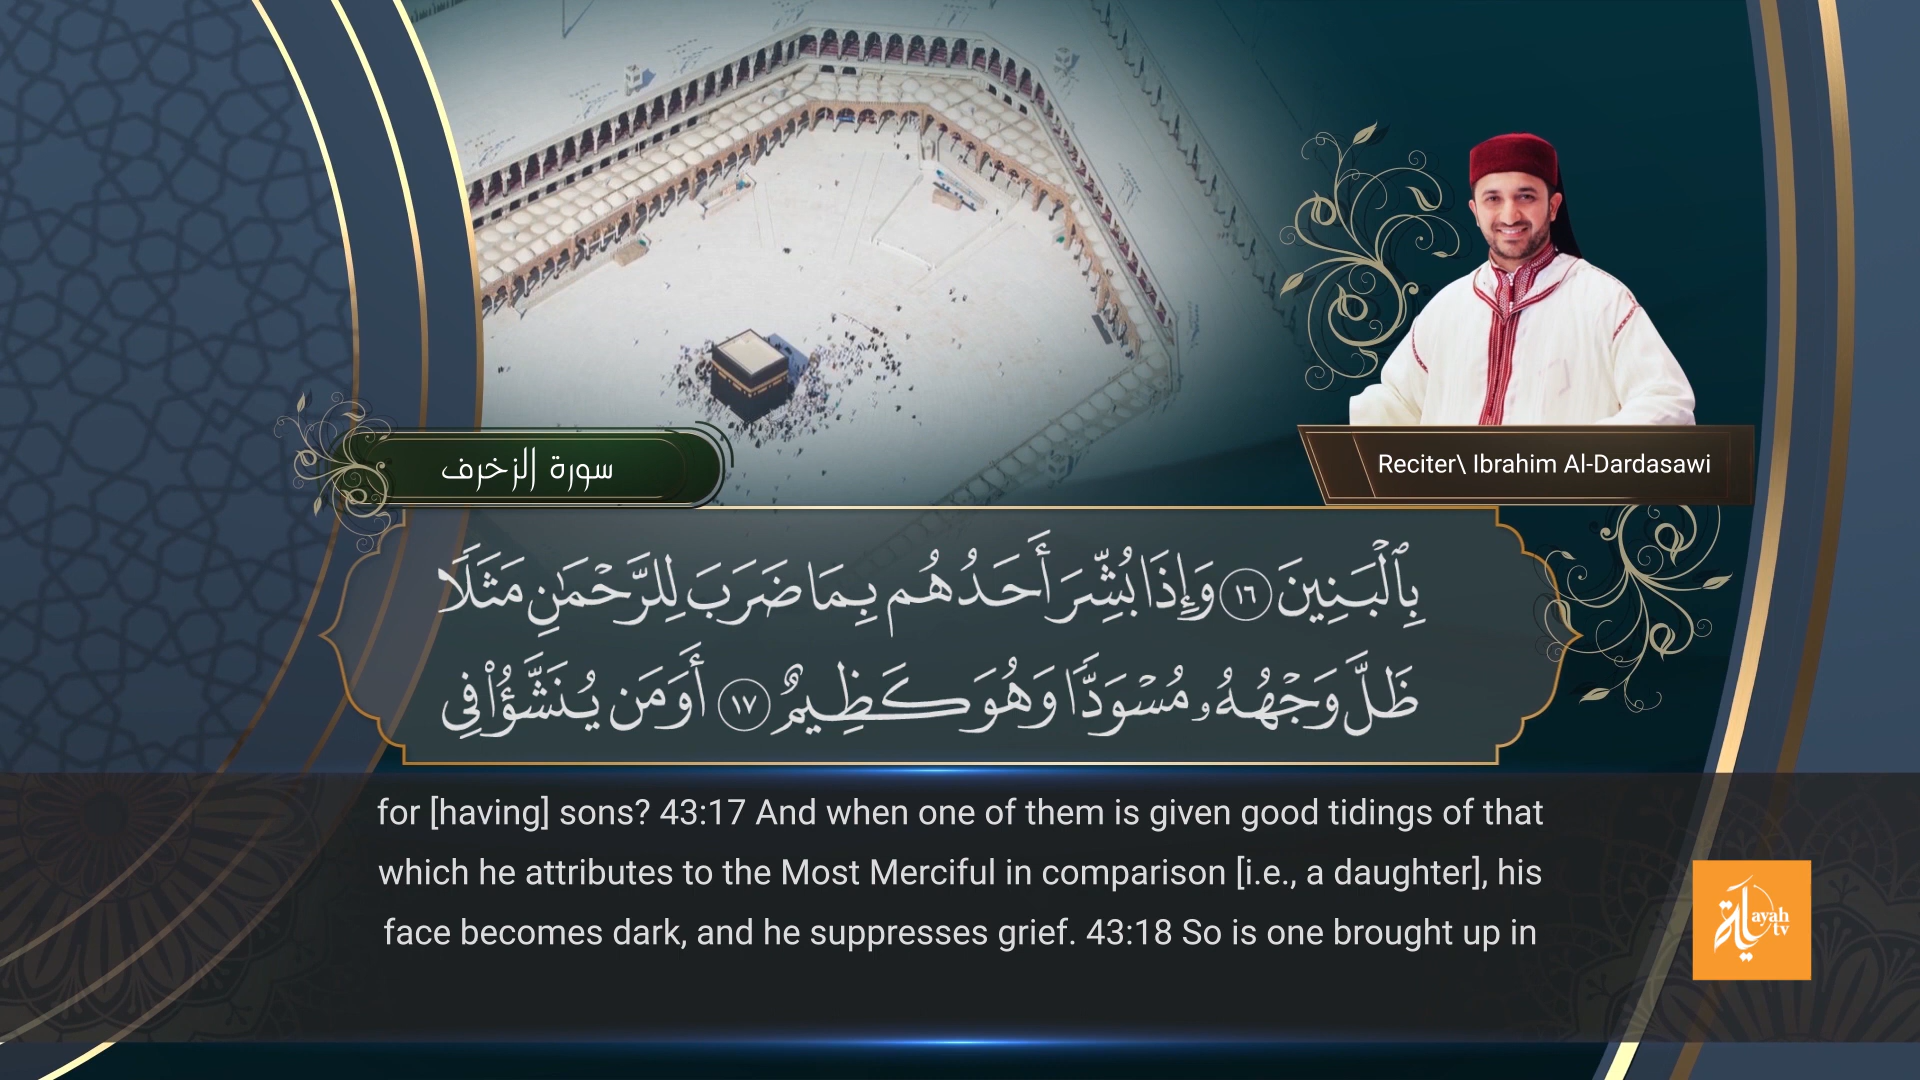 سورة الزخرف
Reciter\ Ibrahim Al-Dardasawi
بِٱلْبَنِينَ ١٦ وَإِذَا بُشِّرَ أَحَدُهُم بِمَا ضَرَبَ لِلرَّحْمَٰنِ مَثَلًا
ظَلَّ وَجْهُهُۥ مُسْوَدًّا وَهُوَ كَظِيمٌ ١٧ أَوَمَن يُنَشَّؤُا۟ فِى
for [having] sons? 43:17 And when one of them is given good tidings of that
which he attributes to the Most Merciful in comparison [i.e., a daughter], his
face becomes dark, and he suppresses grief. 43:18 So is one brought up in
آية
ayah
tv